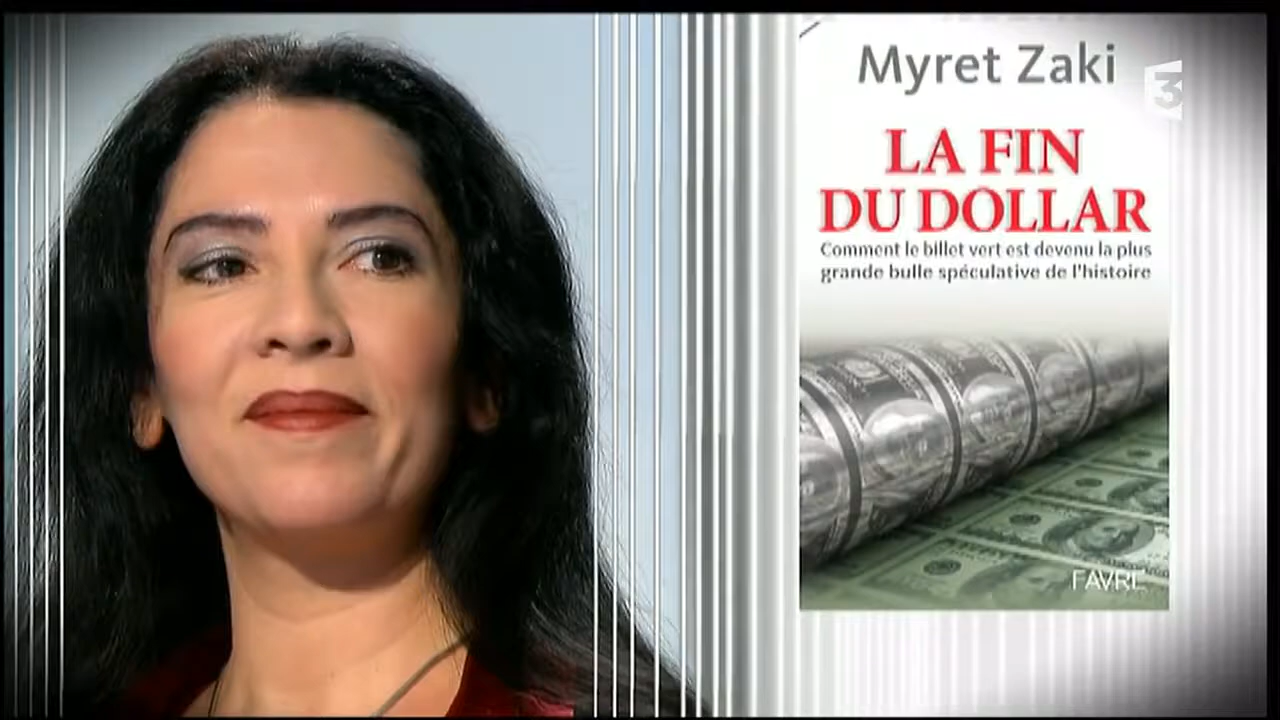 Myret Zaki
3
LA FIN
DU DOLLAR
Comment le billet vert est devenu la plus
grande bulle spéculative de l'histoire
FAVRE